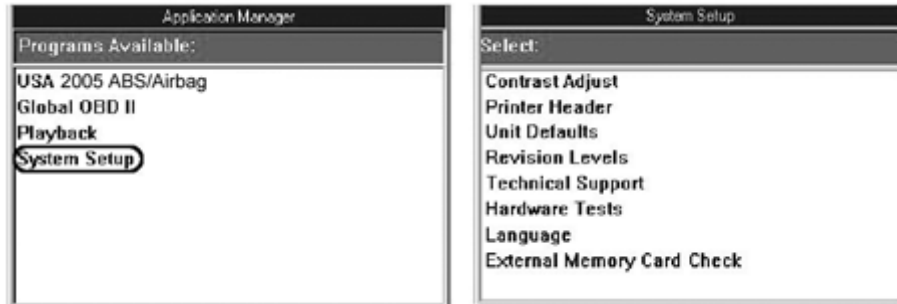 Application Manager
Programs Available:
USA 2005 ABS/Airbag
Global OBD II
Playback
System Setup
System Setup
Select:
Contrast Adjust
Printer Header
Unit Defaults
Revision Levels
Technical Support
Hardware Tests
Language
External Memory Card Check